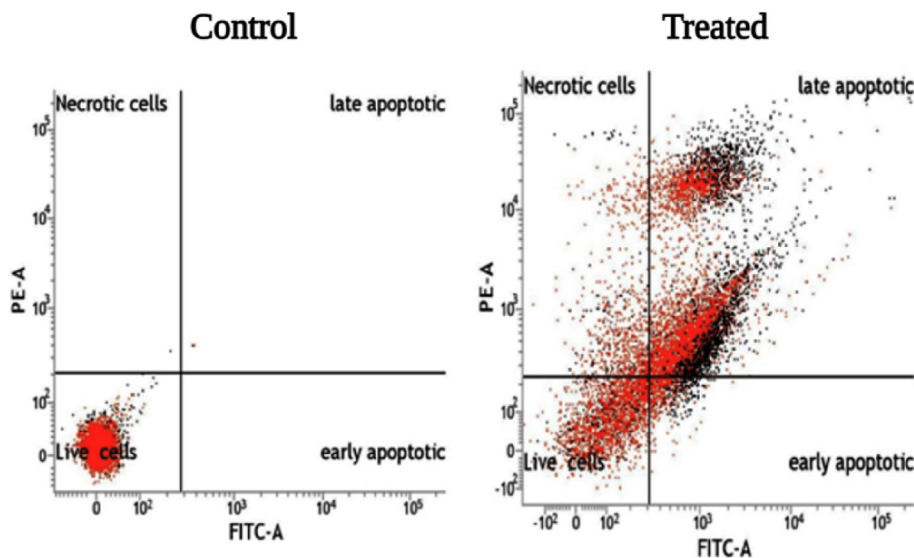 Control
Treated
Necrotic cells
late apoptotic
10^5
10^4
10^3
10^2
0
PE-A
Live cells
early apoptotic
0
10^2
10^3
10^4
10^5
FITC-A
Necrotic cells
late apoptotic
10^5
10^4
10^3
10^2
0
-10^2
PE-A
Live cells
early apoptotic
-10^2
0
10^2
10^3
10^4
10^5
FITC-A